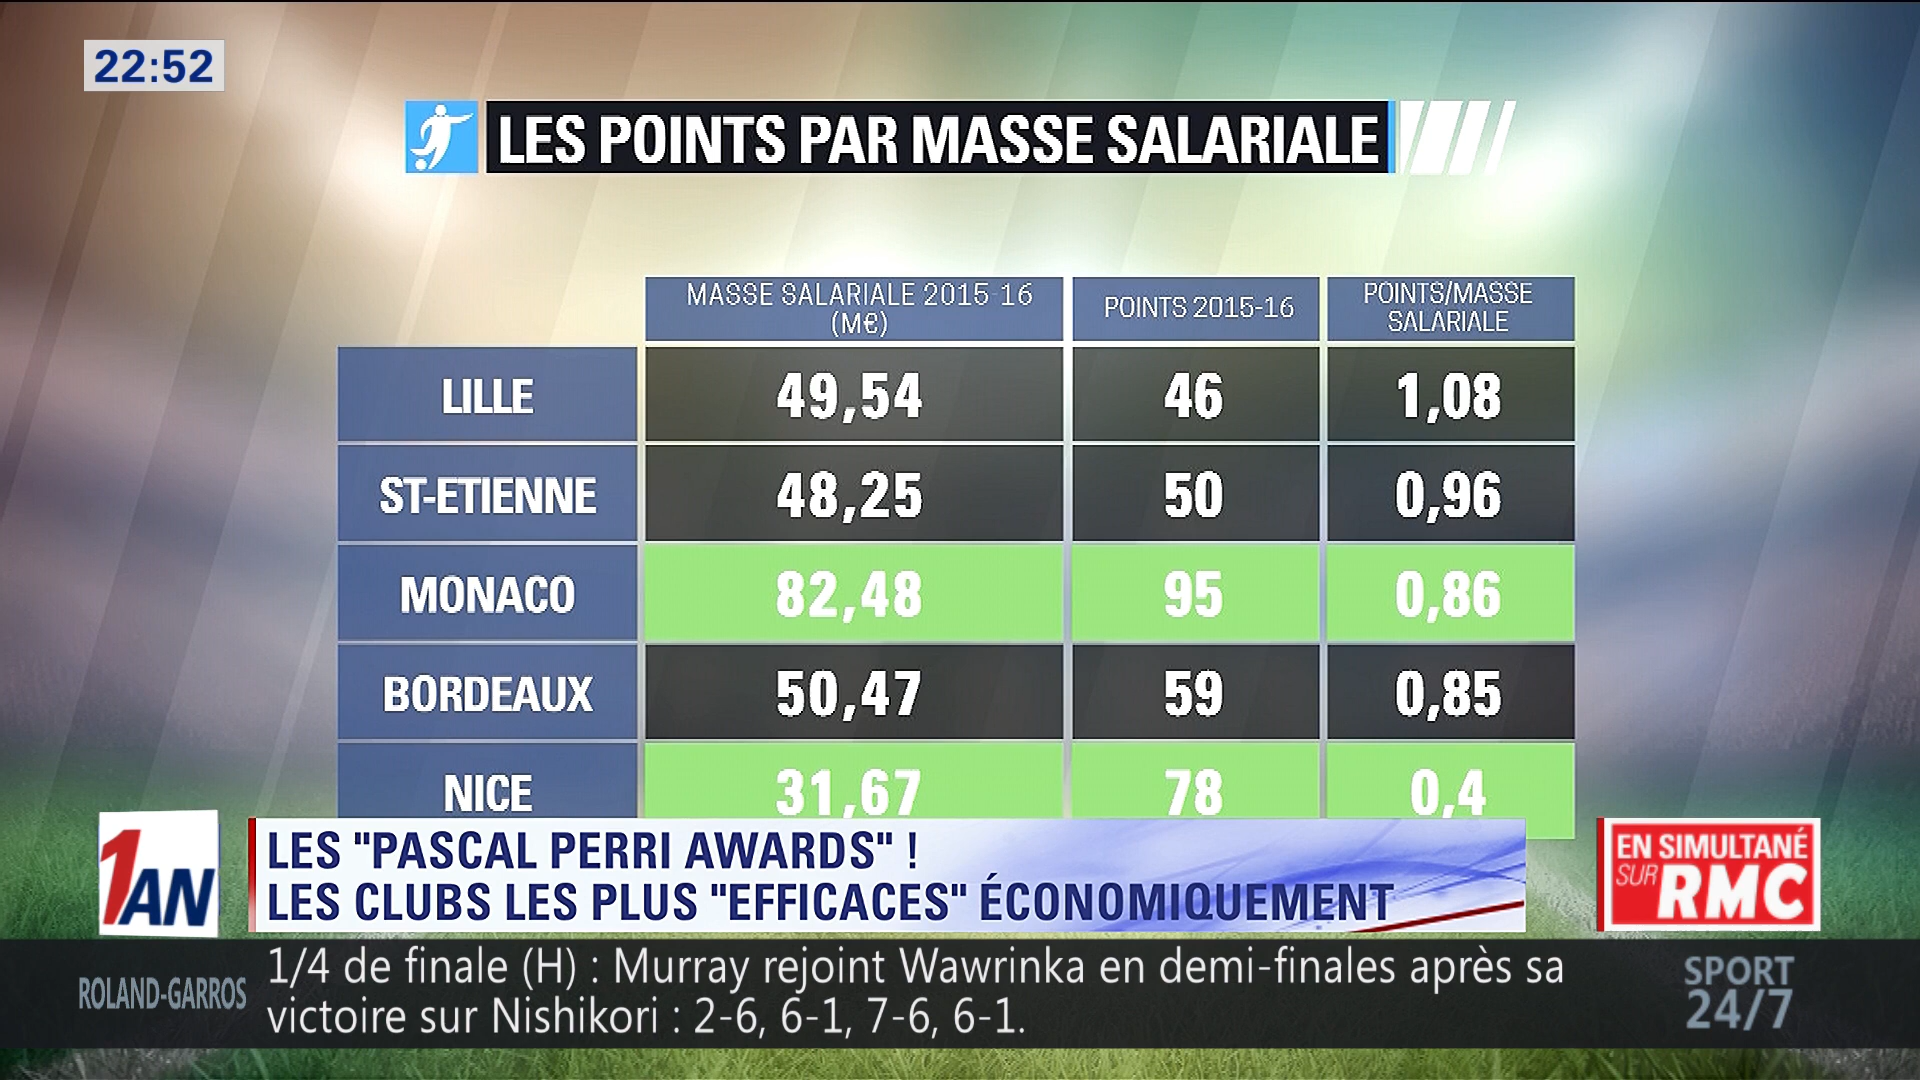 22:52
LES POINTS PAR MASSE SALARIALE
MASSE SALARIALE 2015-16
(M€)
POINTS 2015-16
POINTS/MASSE
SALARIALE
LILLE 49,54 46 1,08
ST-ETIENNE 48,25 50 0,96
MONACO 82,48 95 0,86
BORDEAUX 50,47 59 0,85
NICE 31,67 78 0,4
1AN
LES "PASCAL PERRI AWARDS" !
LES CLUBS LES PLUS "EFFICACES" ÉCONOMIQUEMENT
EN SIMULTANÉ
SUR RMC
ROLAND-GARROS
1/4 de finale (H) : Murray rejoint Wawrinka en demi-finales après sa
victoire sur Nishikori : 2-6, 6-1, 7-6, 6-1.
SPORT
24/7